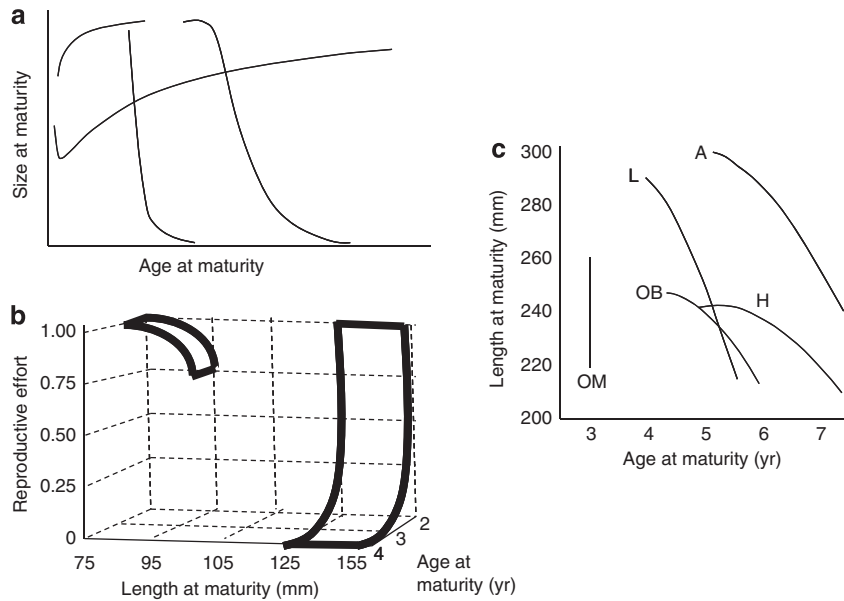 a
Size at maturity
Age at maturity
b
Reproductive effort
1.00
0.75
0.50
0.25
0
75 95 105 125 155
4 3 2
Length at maturity (mm)
Age at
maturity (yr)
c
Length at maturity (mm)
300
280
260
240
220
200
L
A
OB
H
OM
3 4 5 6 7
Age at maturity (yr)